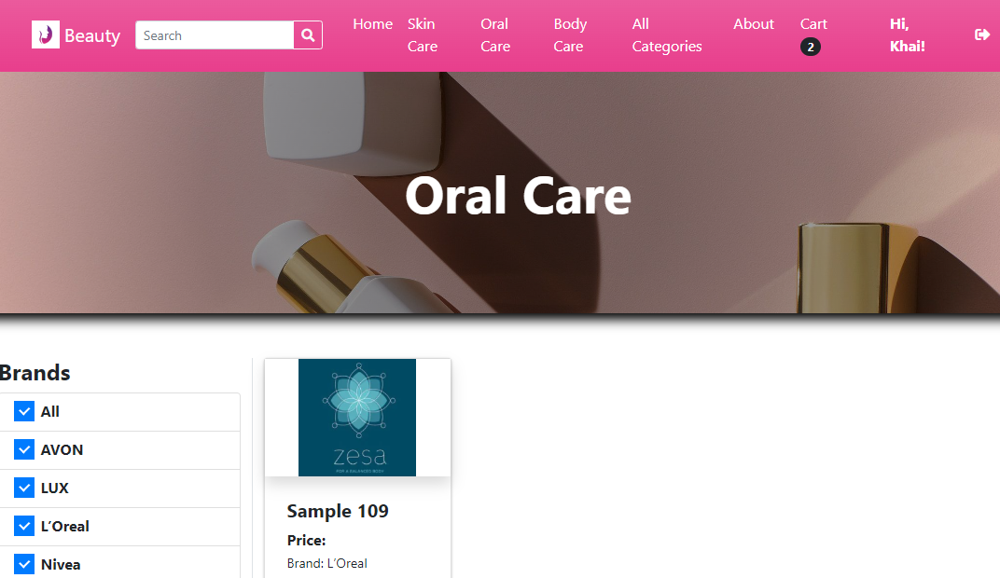 Beauty
Search
Home
Skin
Care
Oral
Care
Body
Care
All
Categories
About
Cart
2
Hi,
Khai!
Oral Care
Brands
All
AVON
LUX
L’Oreal
Nivea
zesa
FOR A BALANCED BODY
Sample 109
Price:
Brand: L’Oreal